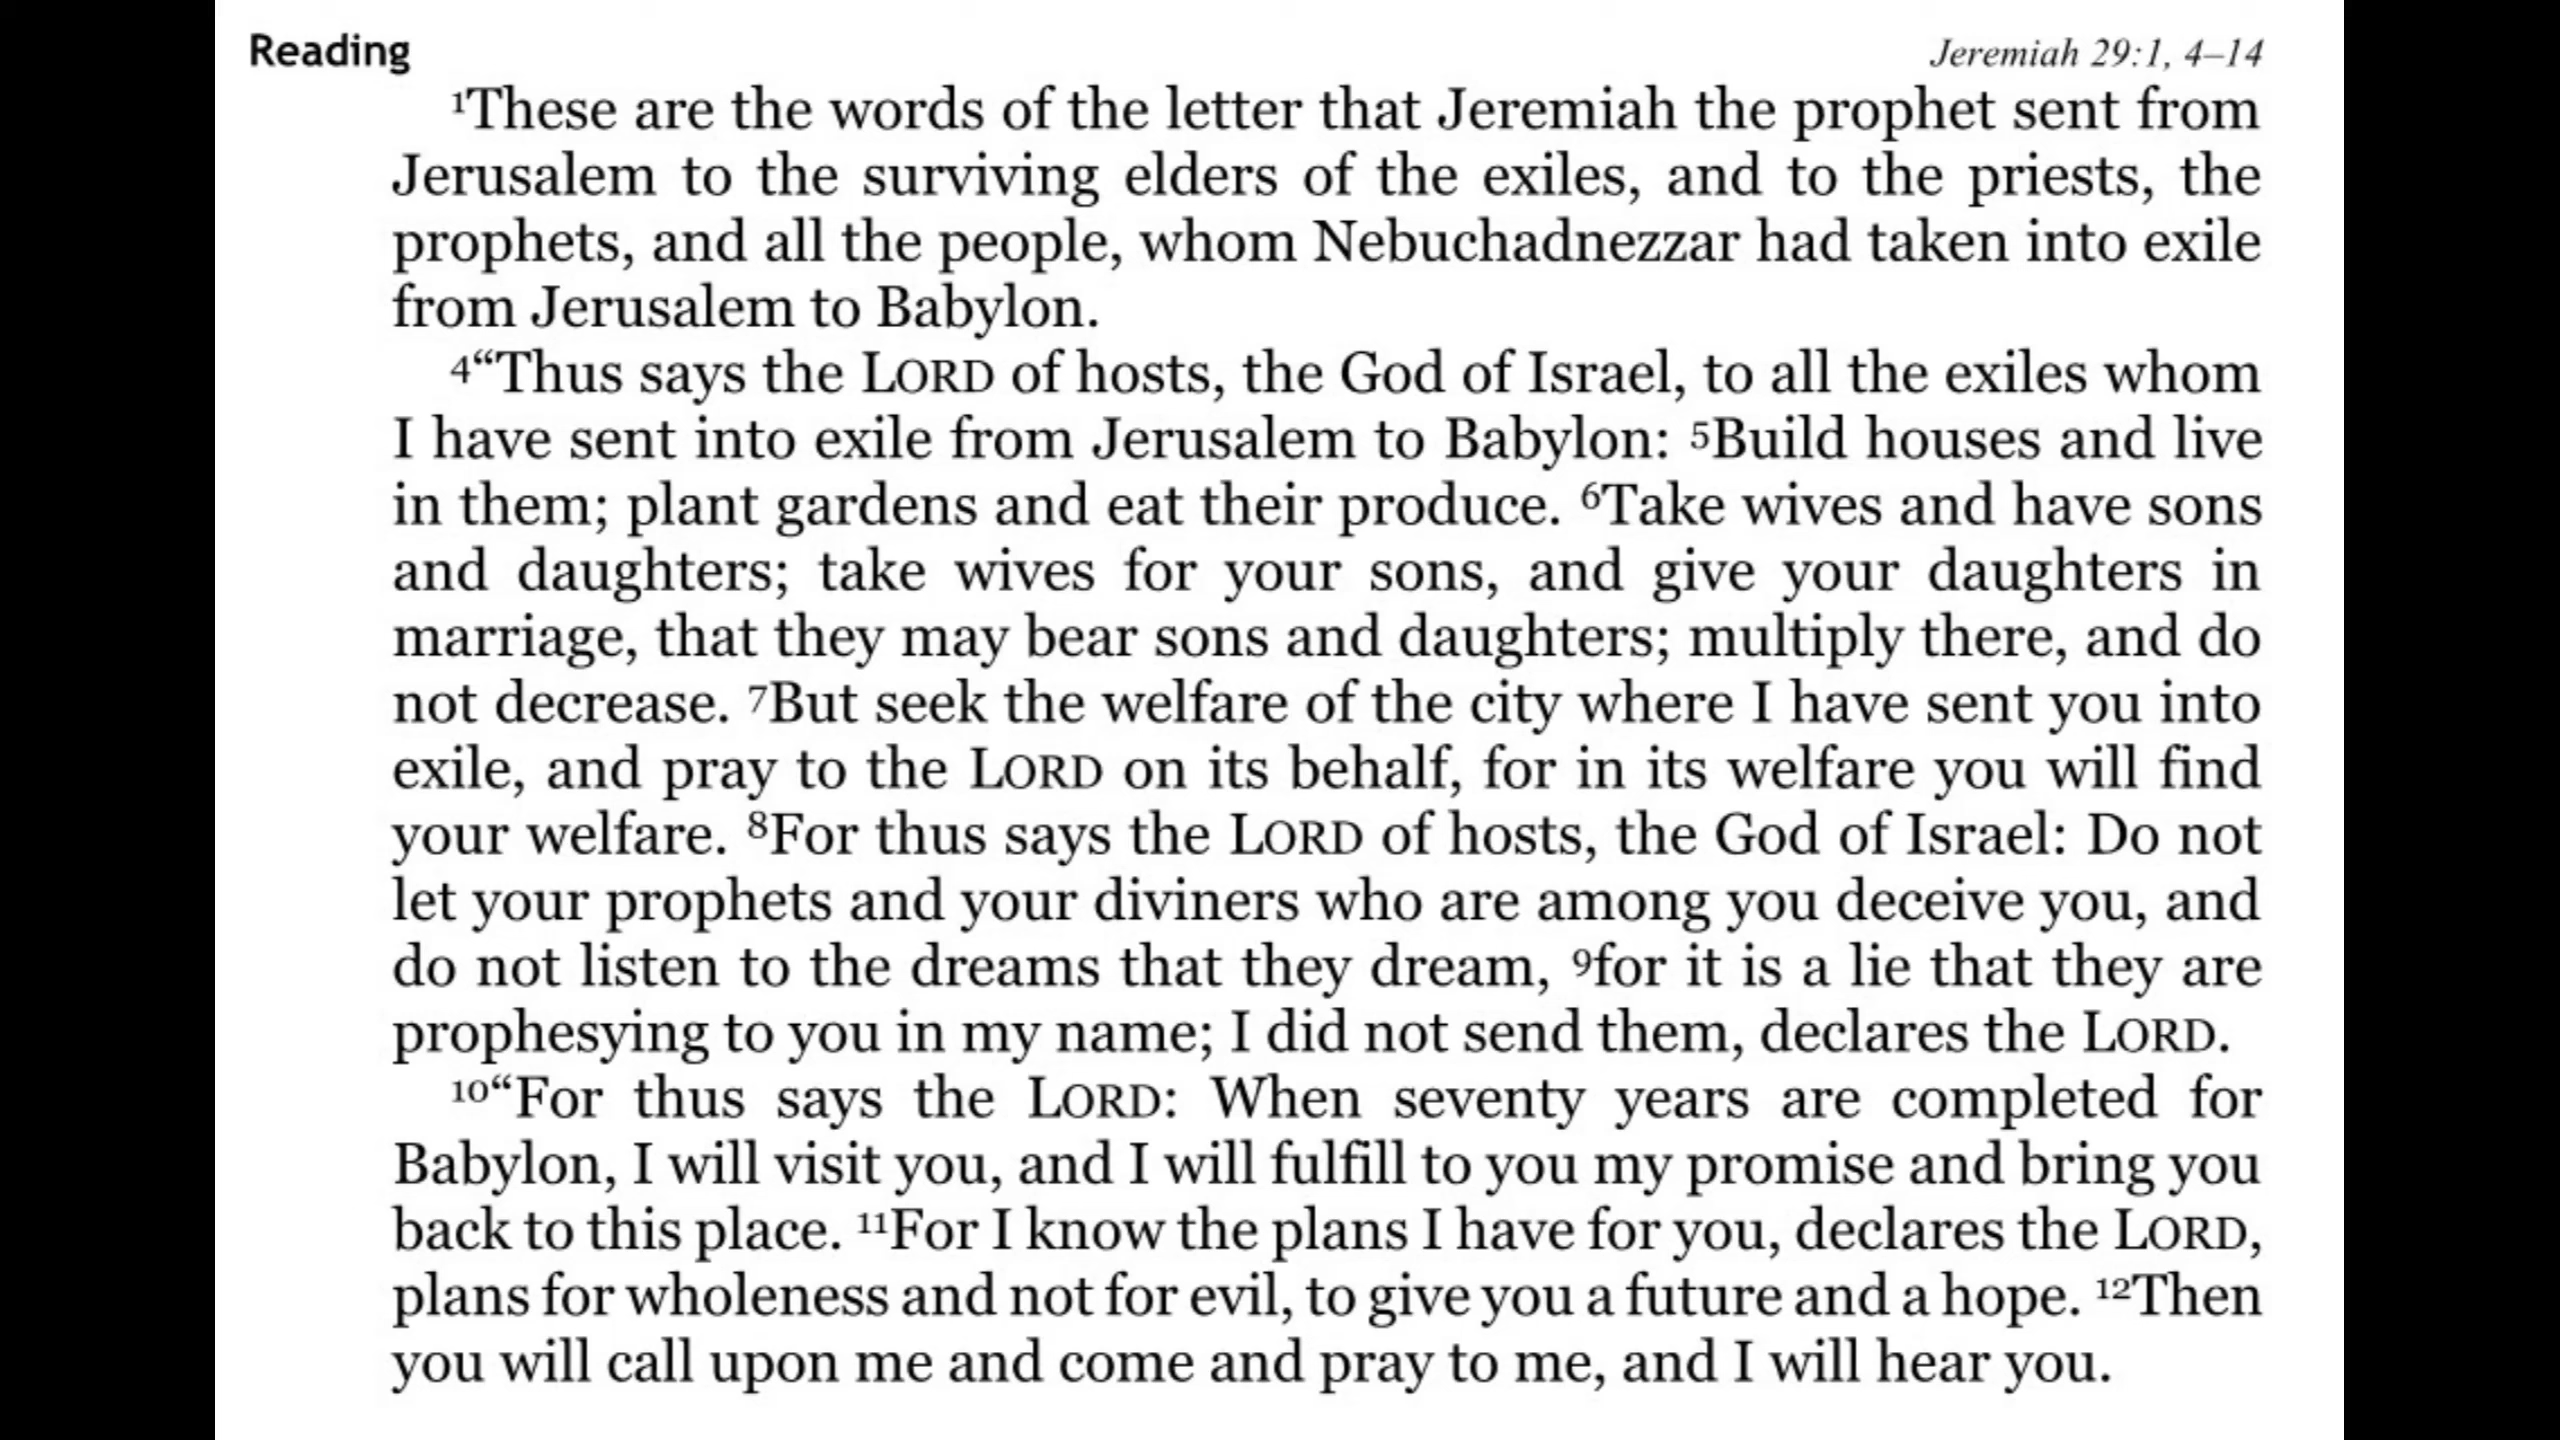 Reading
Jeremiah 29:1, 4–14
¹These are the words of the letter that Jeremiah the prophet sent from
Jerusalem to the surviving elders of the exiles, and to the priests, the
prophets, and all the people, whom Nebuchadnezzar had taken into exile
from Jerusalem to Babylon.
⁴“Thus says the LORD of hosts, the God of Israel, to all the exiles whom
I have sent into exile from Jerusalem to Babylon: ⁵Build houses and live
in them; plant gardens and eat their produce. ⁶Take wives and have sons
and daughters; take wives for your sons, and give your daughters in
marriage, that they may bear sons and daughters; multiply there, and do
not decrease. ⁷But seek the welfare of the city where I have sent you into
exile, and pray to the LORD on its behalf, for in its welfare you will find
your welfare. ⁸For thus says the LORD of hosts, the God of Israel: Do not
let your prophets and your diviners who are among you deceive you, and
do not listen to the dreams that they dream, ⁹for it is a lie that they are
prophesying to you in my name; I did not send them, declares the LORD.
¹⁰“For thus says the LORD: When seventy years are completed for
Babylon, I will visit you, and I will fulfill to you my promise and bring you
back to this place. ¹¹For I know the plans I have for you, declares the LORD,
plans for wholeness and not for evil, to give you a future and a hope. ¹²Then
you will call upon me and come and pray to me, and I will hear you.